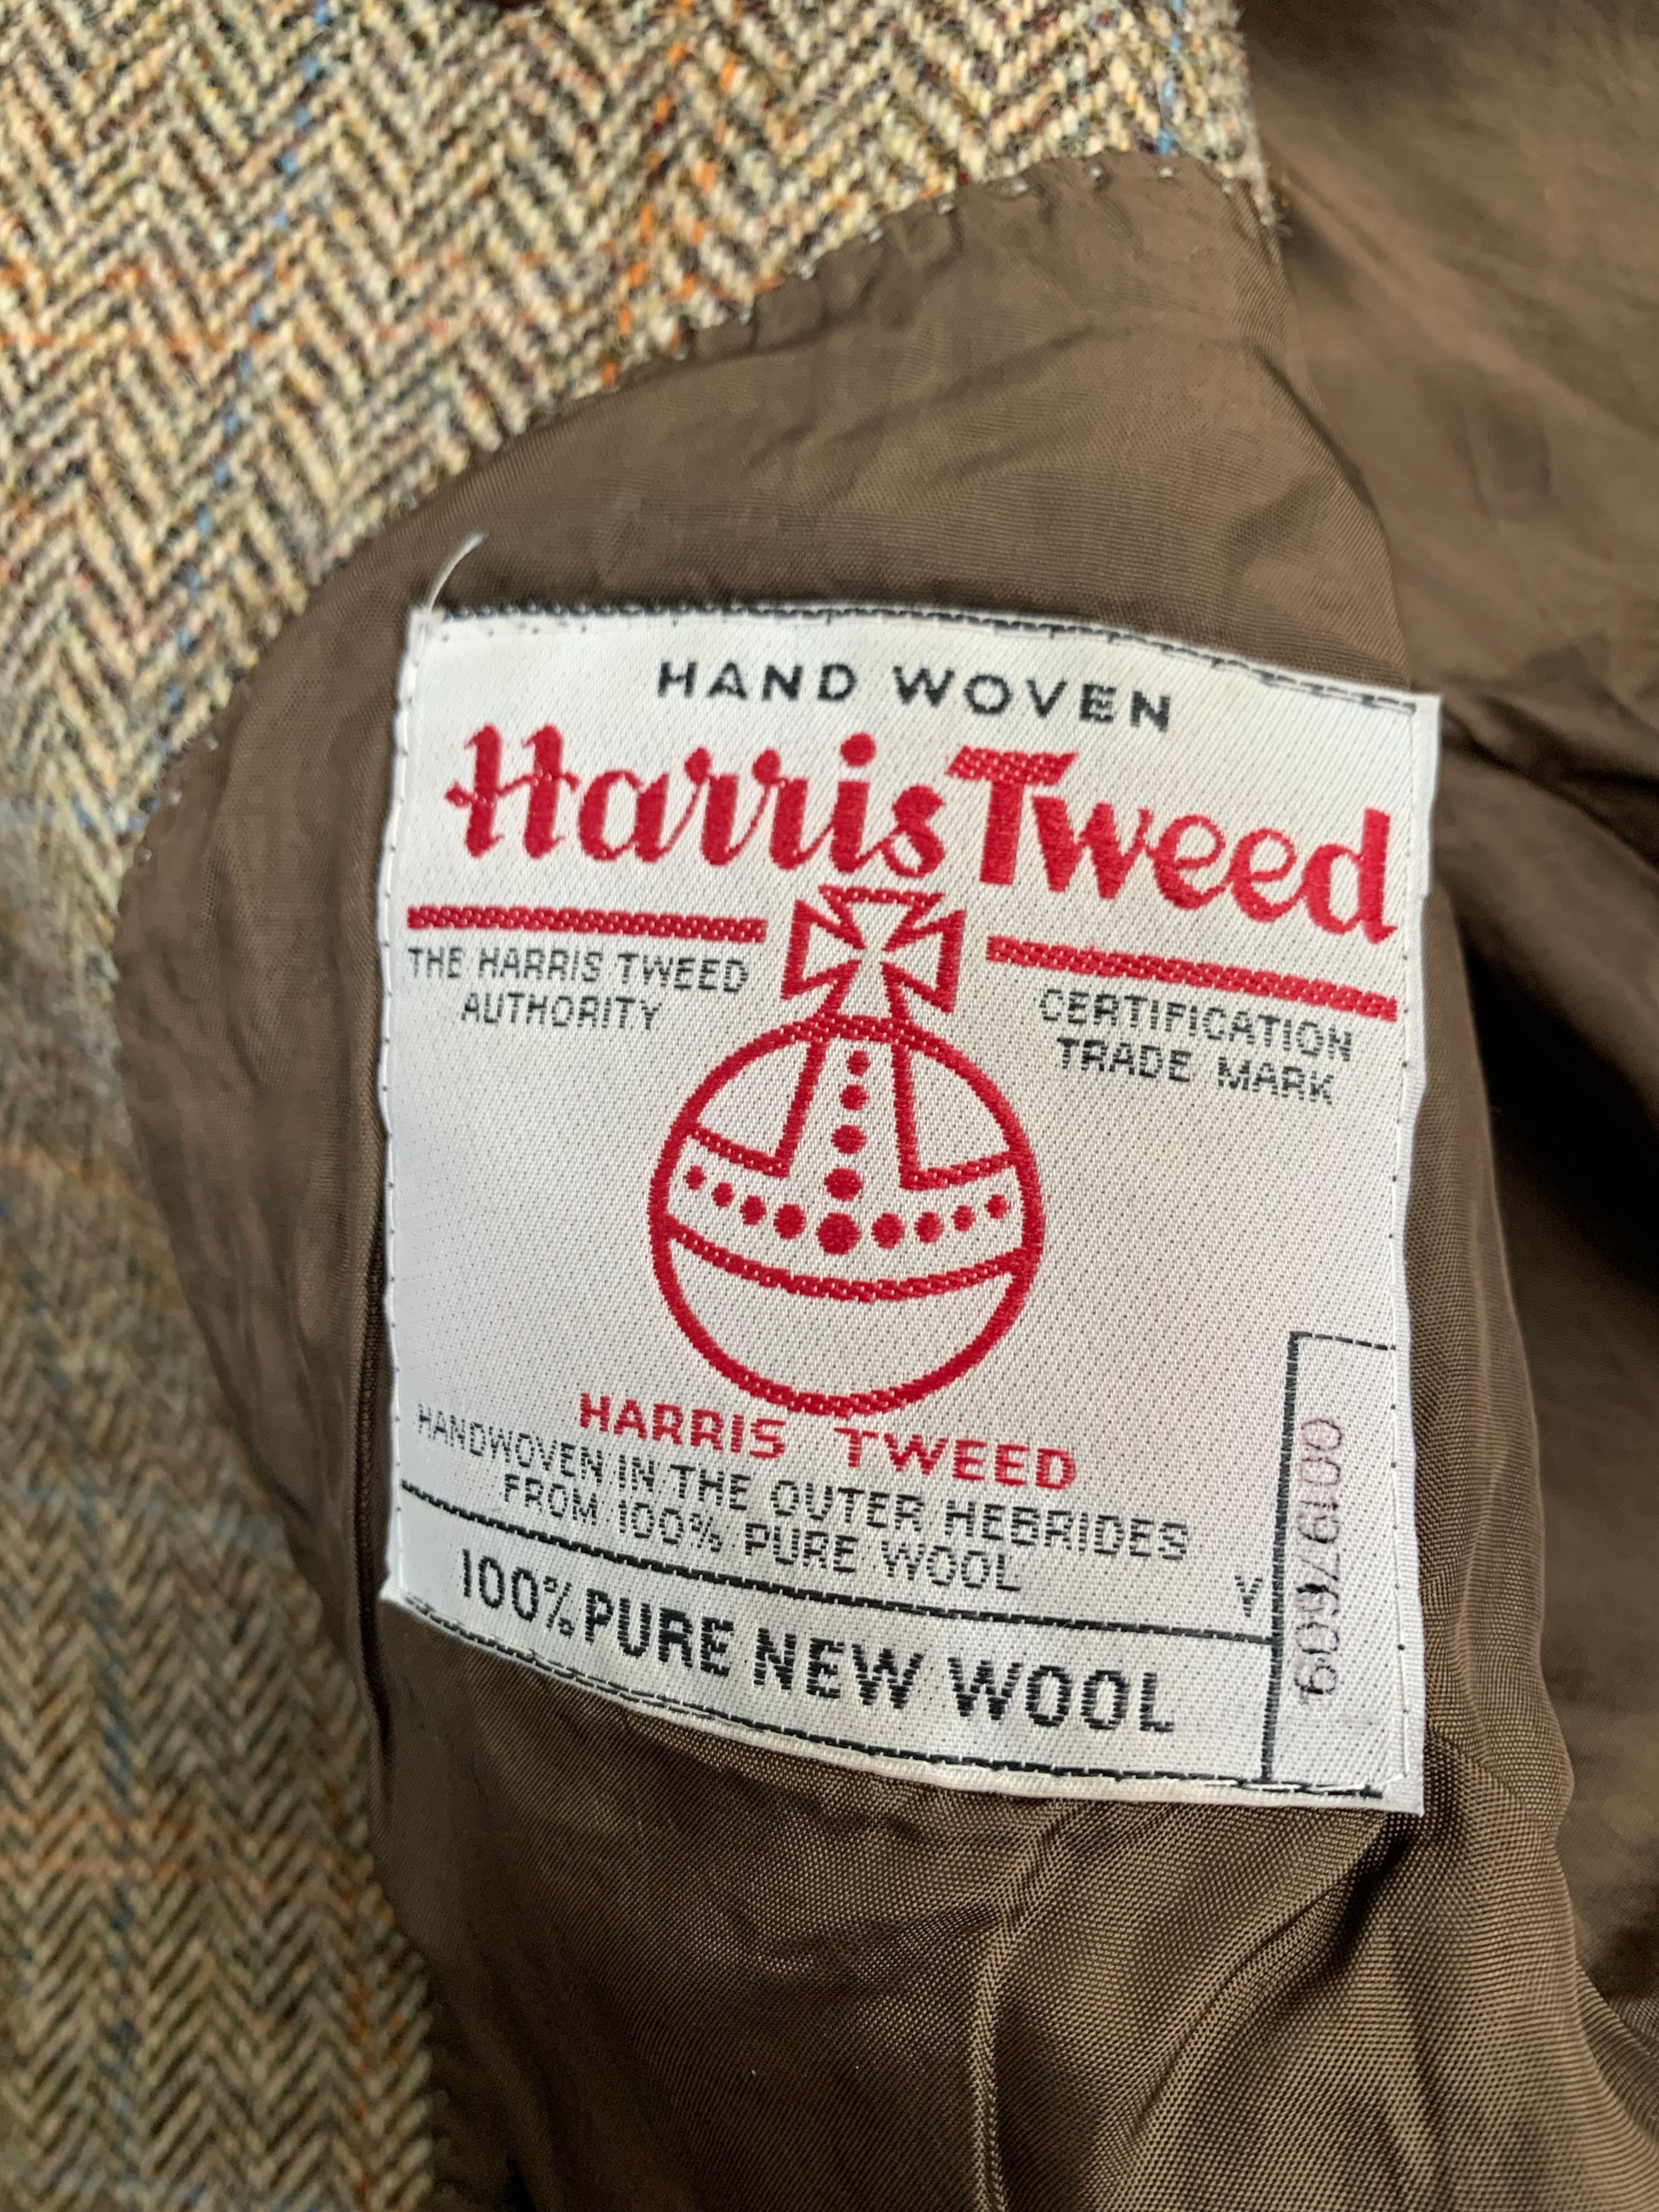 HAND WOVEN
Harris Tweed
THE HARRIS TWEED
AUTHORITY
CERTIFICATION
TRADE MARK
HARRIS TWEED
HANDWOVEN IN THE OUTER HEBRIDES
FROM 100% PURE WOOL
V
100% PURE NEW WOOL
00197609